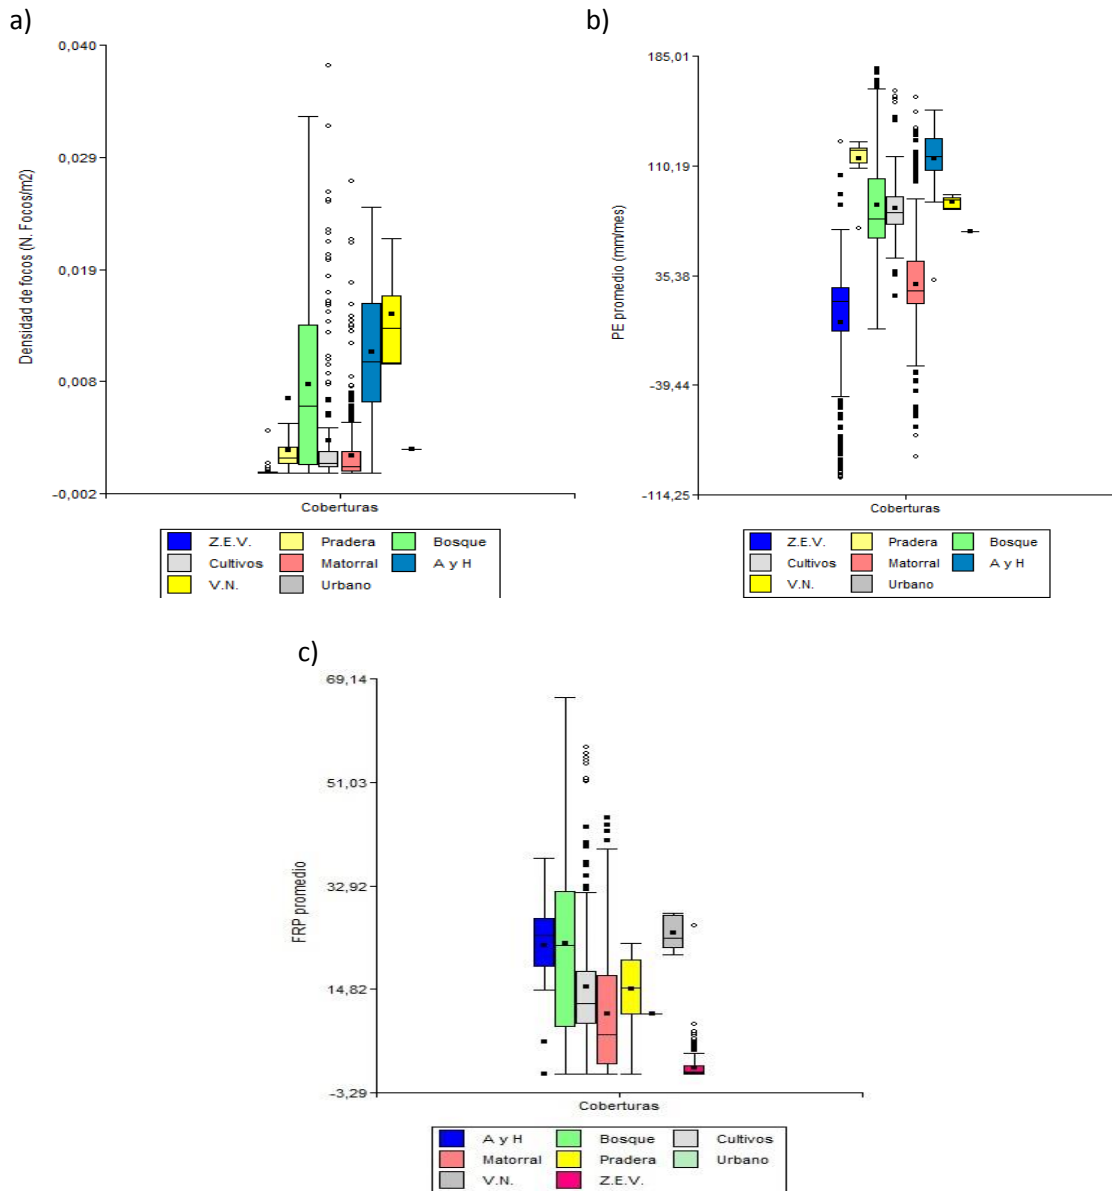 a)
0,040
0,029
0,019
0,008
-0,002
Densidad de focos (N. Focos/m2)
Coberturas
Z.E.V. Pradera Bosque
Cultivos Matorral A y H
V.N. Urbano
b)
185,01
110,19
35,38
-39,44
-114,25
PE promedio (mm/mes)
Coberturas
Z.E.V. Pradera Bosque
Cultivos Matorral A y H
V.N. Urbano
c)
69,14
51,03
32,92
14,82
-3,29
FRP promedio
Coberturas
A y H Bosque Cultivos
Matorral Pradera Urbano
V.N. Z.E.V.